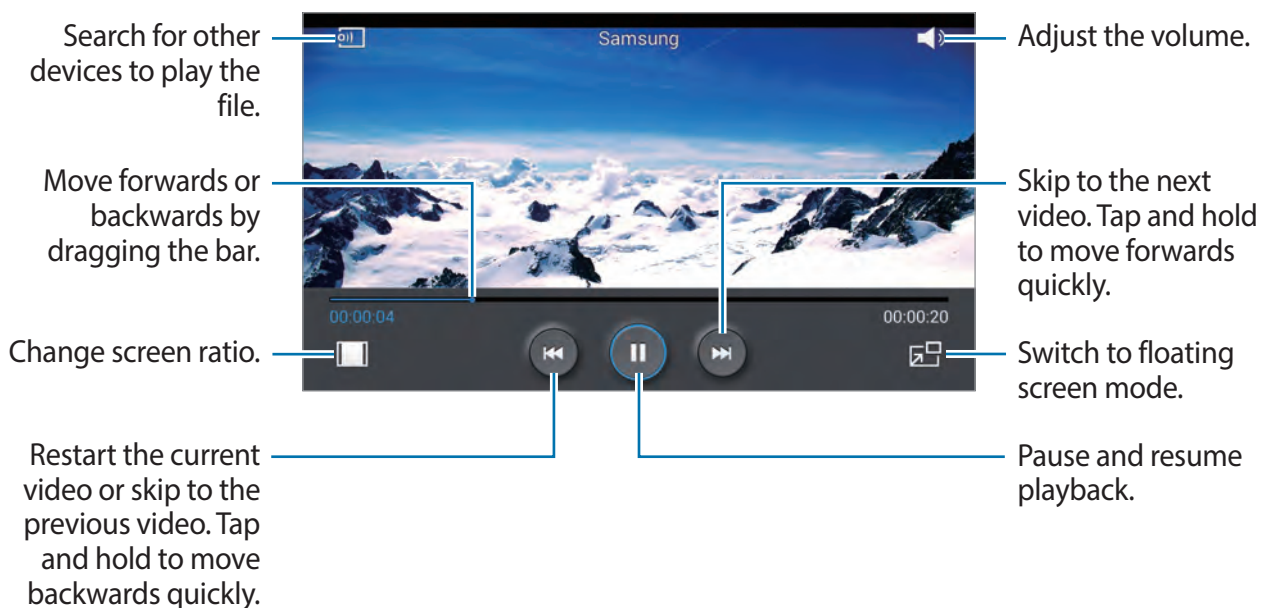 Search for other
devices to play the
file.
Samsung
Adjust the volume.
Move forwards or
backwards by
dragging the bar.
Skip to the next
video. Tap and hold
to move forwards
quickly.
00:00:04
00:00:20
Change screen ratio.
Switch to floating
screen mode.
Restart the current
video or skip to the
previous video. Tap
and hold to move
backwards quickly.
Pause and resume
playback.